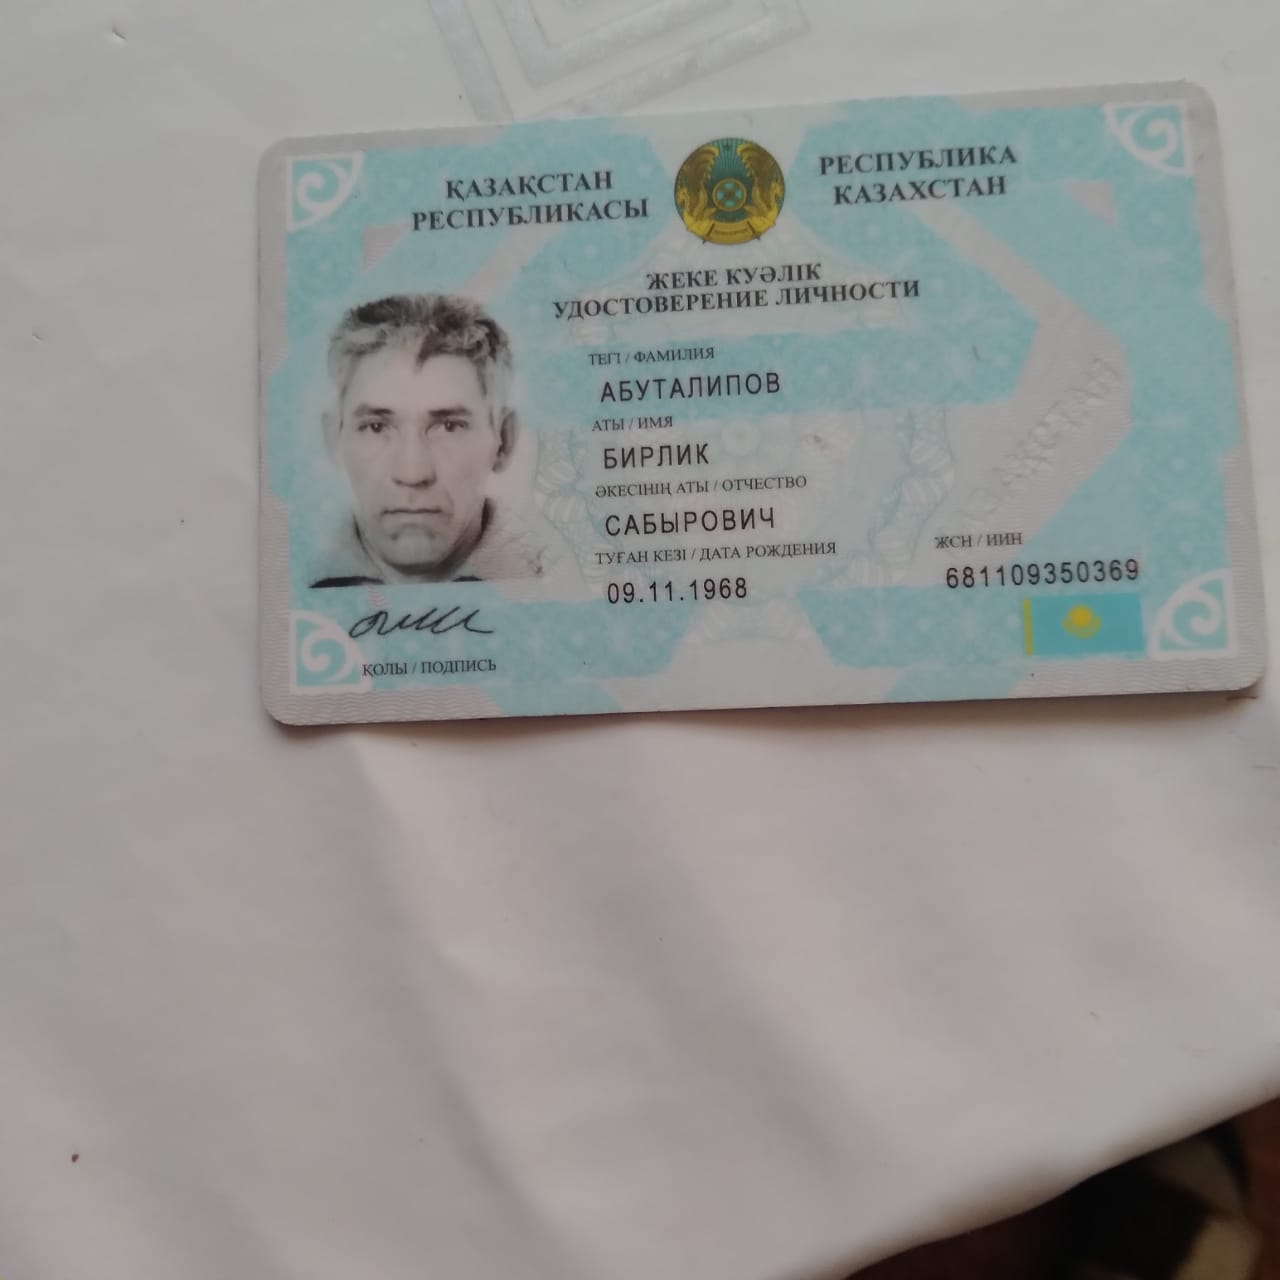 ҚАЗАҚСТАН
РЕСПУБЛИКАСЫ
РЕСПУБЛИКА
КАЗАХСТАН
ЖЕКЕ КУӘЛІК
УДОСТОВЕРЕНИЕ ЛИЧНОСТИ
ТЕГІ / ФАМИЛИЯ
АБУТАЛИПОВ
АТЫ / ИМЯ
БИРЛИК
ӘКЕСІНІҢ АТЫ / ОТЧЕСТВО
САБЫРОВИЧ
ТУҒАН КЕЗІ / ДАТА РОЖДЕНИЯ
09.11.1968
ЖСН / ИИН
681109350369
ҚОЛЫ / ПОДПИСЬ